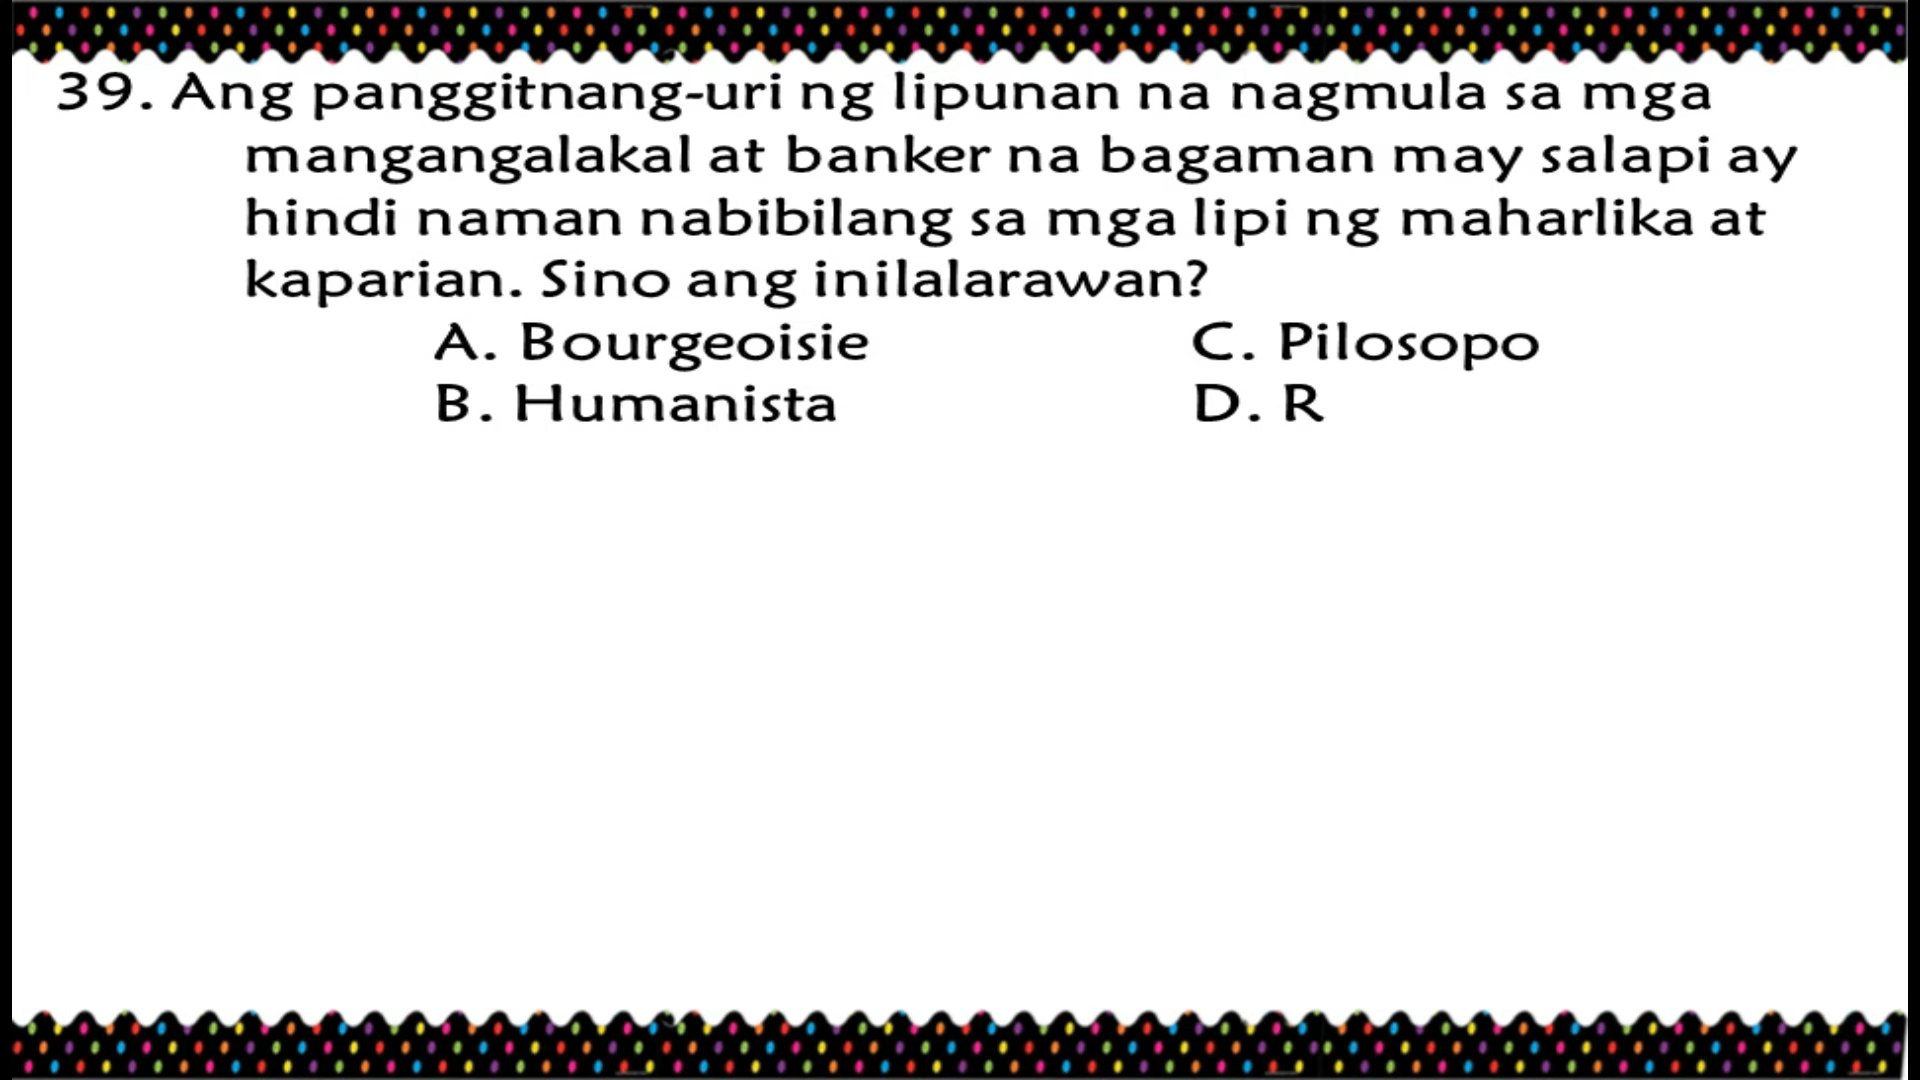 39. Ang panggitnang-uri ng lipunan na nagmula sa mga
mangangalakal at banker na bagaman may salapi ay
hindi naman nabibilang sa mga lipi ng maharlika at
kaparian. Sino ang inilalarawan?
A. Bourgeoisie C. Pilosopo
B. Humanista D. R